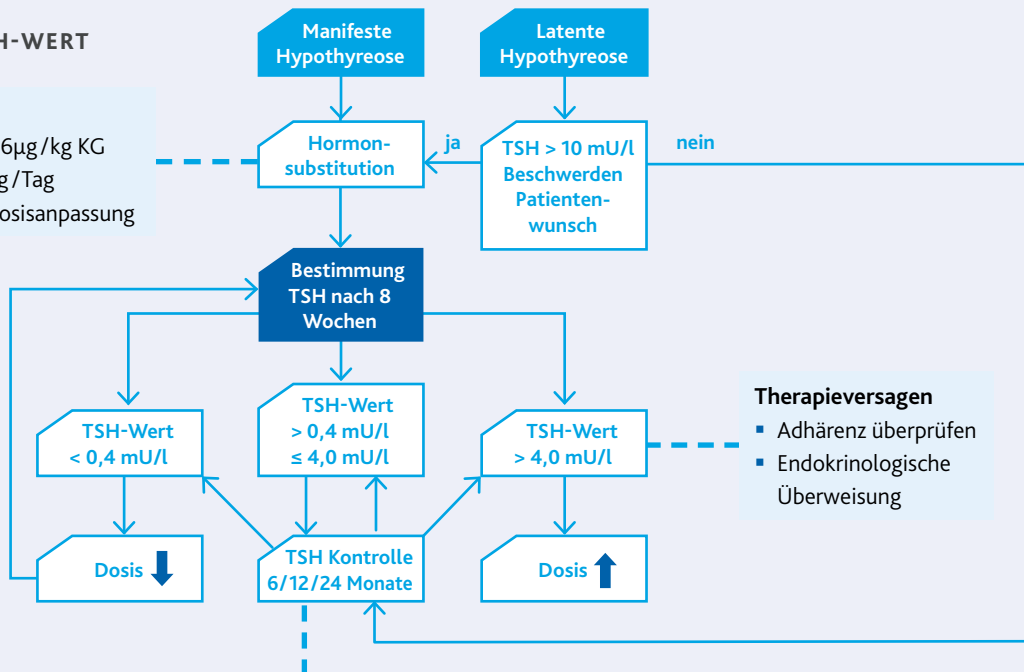 H-WERT
Manifeste
Hypothyreose
Latente
Hypothyreose
6µg/kg KG
g/Tag
osisanpassung
Hormon-
substitution
ja
TSH > 10 mU/l
Beschwerden
Patienten-
wunsch
nein
Bestimmung
TSH nach 8
Wochen
TSH-Wert
< 0,4 mU/l
TSH-Wert
> 0,4 mU/l
≤ 4,0 mU/l
TSH-Wert
> 4,0 mU/l
Therapieversagen
▪ Adhärenz überprüfen
▪ Endokrinologische
Überweisung
Dosis
TSH Kontrolle
6/12/24 Monate
Dosis